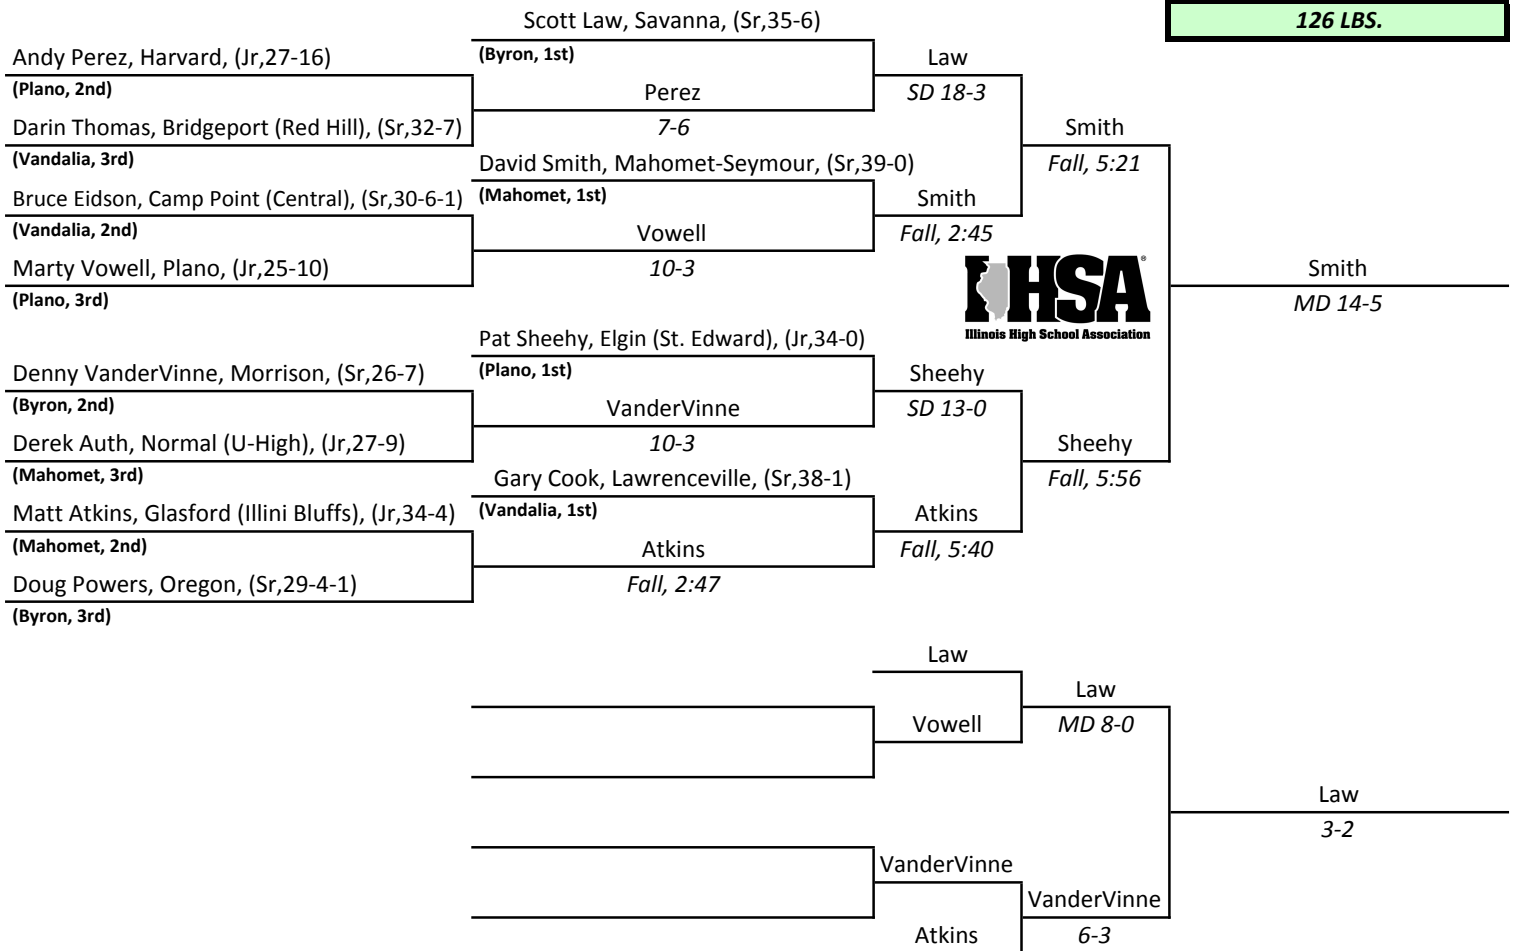 Scott Law, Savanna, (Sr,35-6)
126 LBS.
Andy Perez, Harvard, (Jr,27-16)
(Byron, 1st)
Law
(Plano, 2nd)
Perez
SD 18-3
Darin Thomas, Bridgeport (Red Hill), (Sr,32-7)
7-6
Smith
(Vandalia, 3rd)
David Smith, Mahomet-Seymour, (Sr,39-0)
Fall, 5:21
Bruce Eidson, Camp Point (Central), (Sr,30-6-1)
(Mahomet, 1st)
Smith
(Vandalia, 2nd)
Vowell
Fall, 2:45
Marty Vowell, Plano, (Jr,25-10)
10-3
Smith
(Plano, 3rd)
MD 14-5
IHSA®
Illinois High School Association
Pat Sheehy, Elgin (St. Edward), (Jr,34-0)
Denny VanderVinne, Morrison, (Sr,26-7)
(Plano, 1st)
Sheehy
(Byron, 2nd)
VanderVinne
SD 13-0
Derek Auth, Normal (U-High), (Jr,27-9)
10-3
Sheehy
(Mahomet, 3rd)
Gary Cook, Lawrenceville, (Sr,38-1)
Fall, 5:56
Matt Atkins, Glasford (Illini Bluffs), (Jr,34-4)
(Vandalia, 1st)
Atkins
(Mahomet, 2nd)
Atkins
Fall, 5:40
Doug Powers, Oregon, (Sr,29-4-1)
Fall, 2:47
(Byron, 3rd)
Law
Law
Vowell
MD 8-0
Law
3-2
VanderVinne
VanderVinne
Atkins
6-3